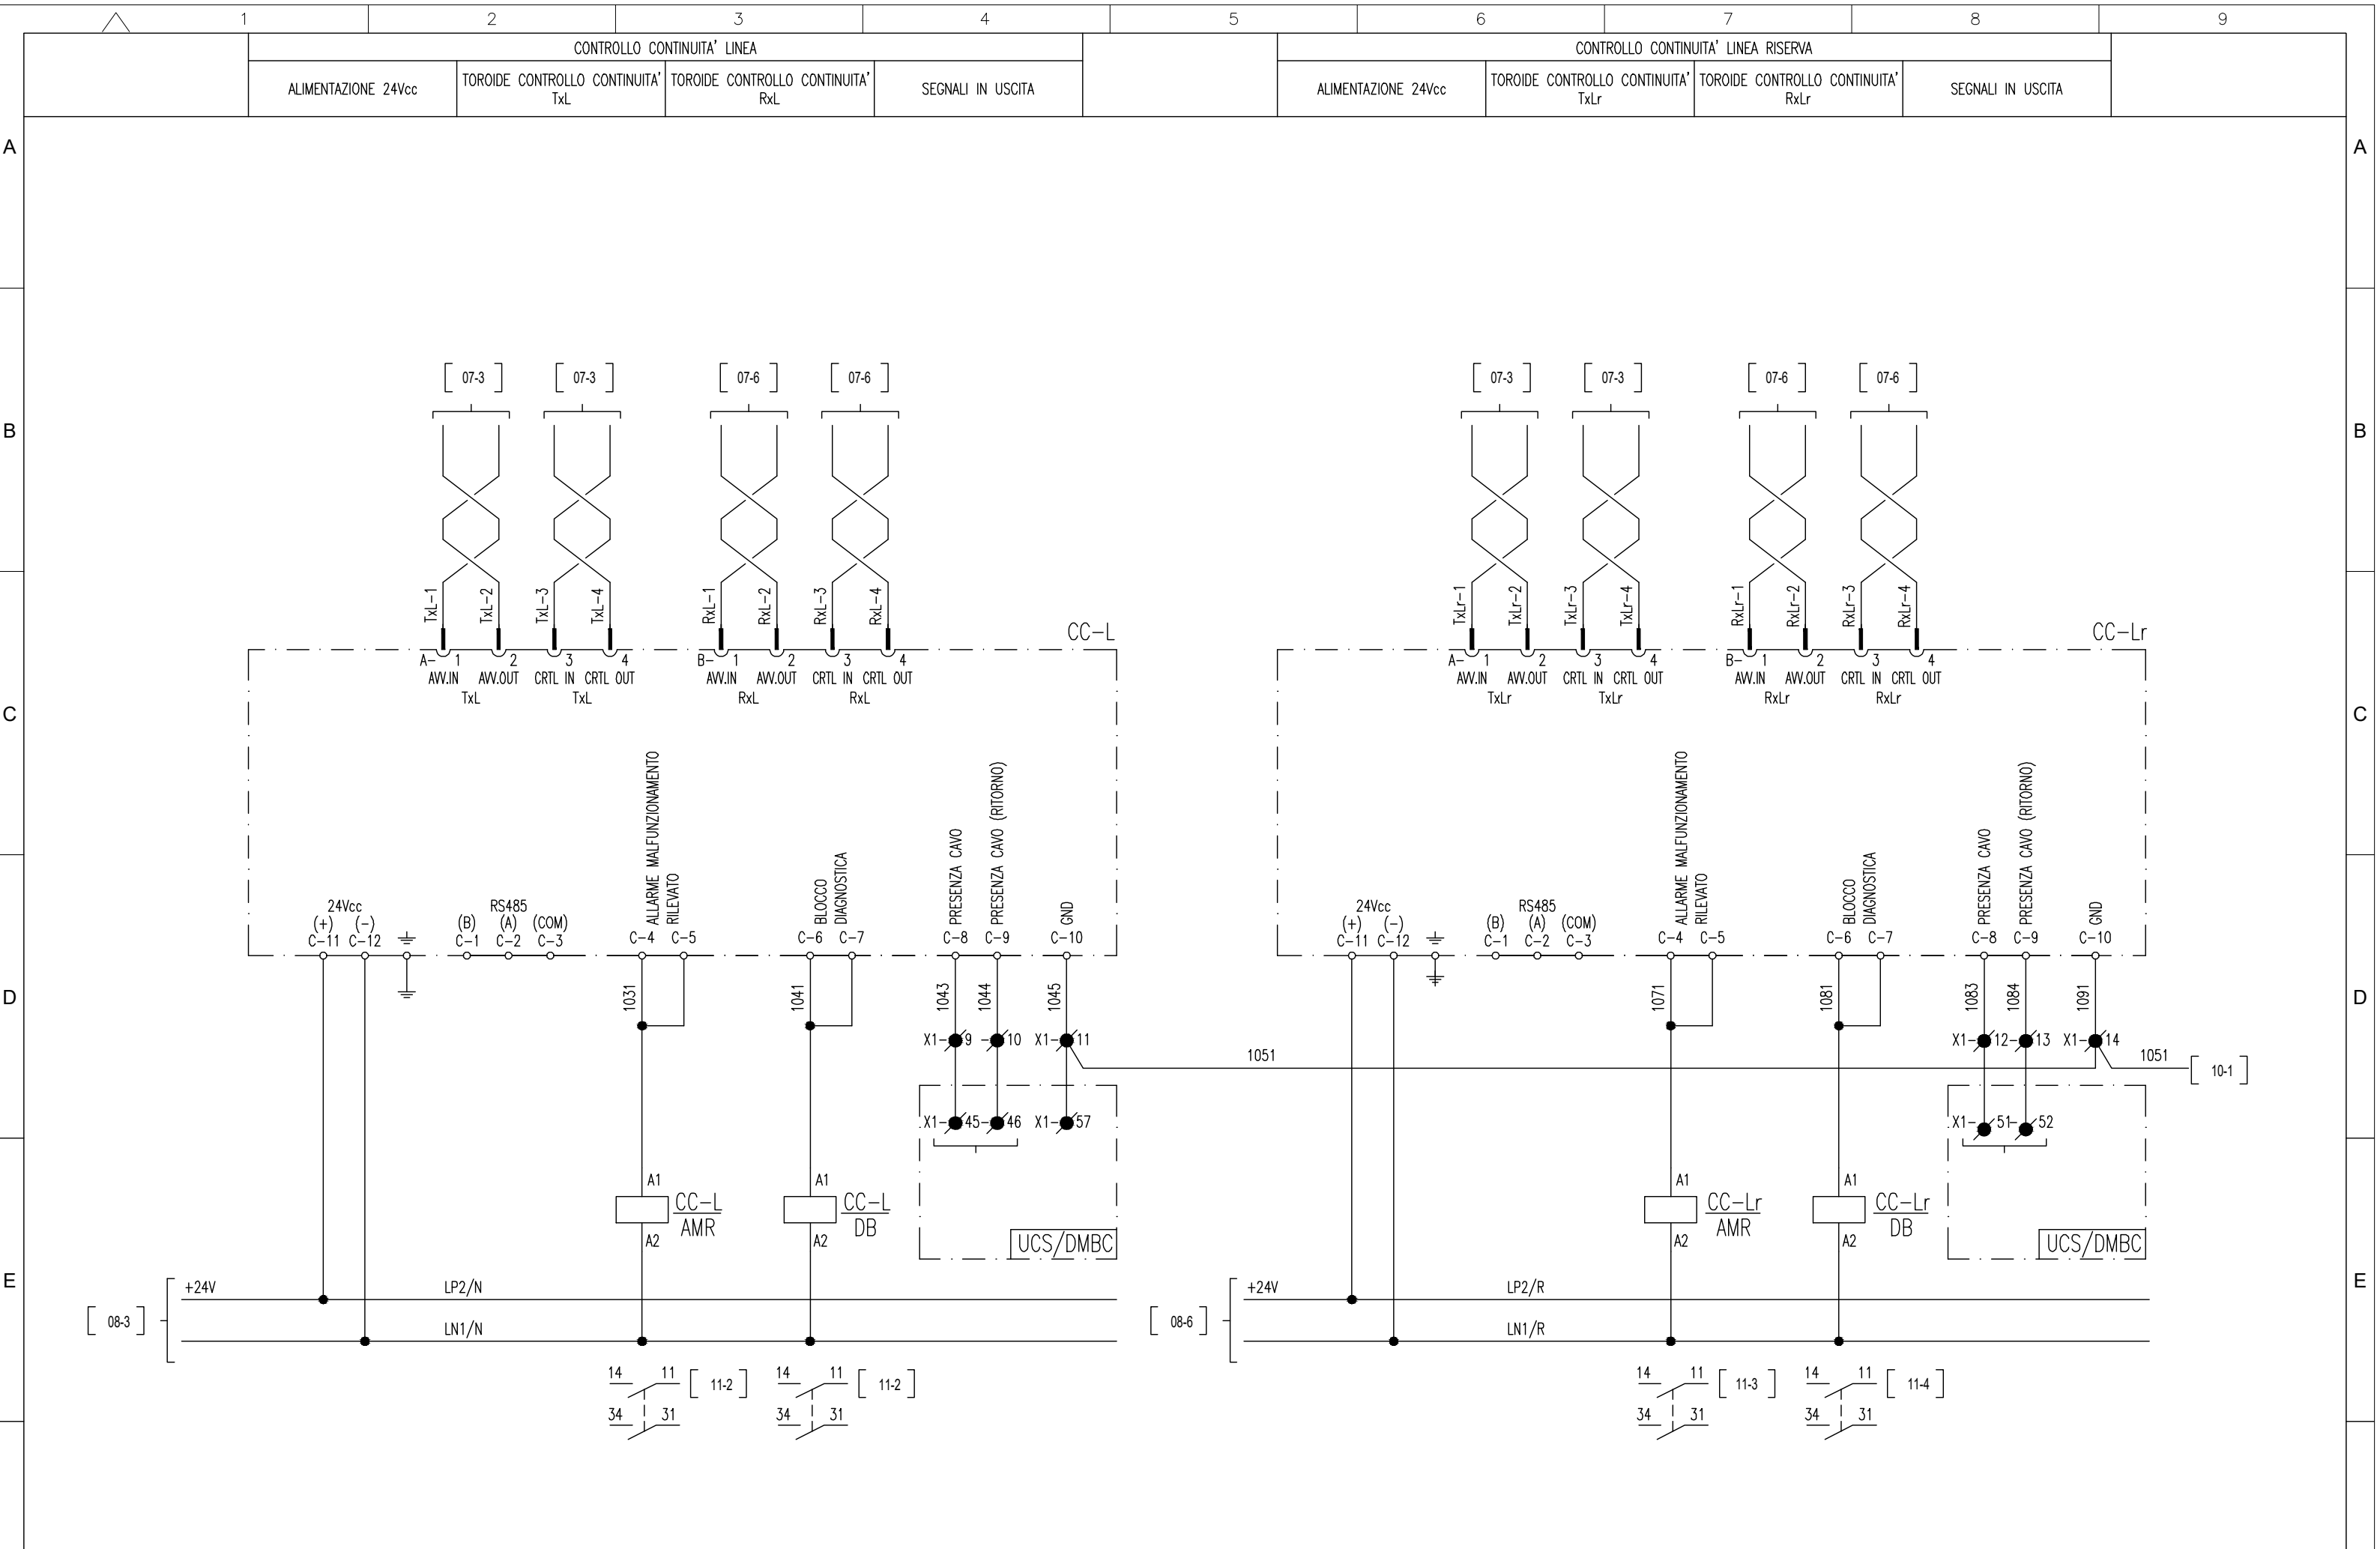 1 2 3 4 5 6 7 8 9
CONTROLLO CONTINUITA' LINEA
ALIMENTAZIONE 24Vcc
TOROIDE CONTROLLO CONTINUITA'
TxL
TOROIDE CONTROLLO CONTINUITA'
RxL
SEGNALI IN USCITA
CONTROLLO CONTINUITA' LINEA RISERVA
ALIMENTAZIONE 24Vcc
TOROIDE CONTROLLO CONTINUITA'
TxLr
TOROIDE CONTROLLO CONTINUITA'
RxLr
SEGNALI IN USCITA
A A
B B
C C
D D
E E
07-3 07-3 07-6 07-6
TxL-1 TxL-2 TxL-3 TxL-4 RxL-1 RxL-2 RxL-3 RxL-4
CC-L
A- 1 2 3 4 B- 1 2 3 4
AVV.IN AVV.OUT CRTL IN CRTL OUT AVV.IN AVV.OUT CRTL IN CRTL OUT
TxL TxL RxL RxL
ALLARME MALFUNZIONAMENTO
RILEVATO
BLOCCO
DIAGNOSTICA
PRESENZA CAVO
PRESENZA CAVO (RITORNO)
GND
24Vcc RS485
(+) (-) (B) (A) (COM)
C-11 C-12 C-1 C-2 C-3 C-4 C-5 C-6 C-7 C-8 C-9 C-10
1031 1041 1043 1044 1045
X1- 9 - 10 X1- 11
1051
X1- 45 - 46 X1- 57
A1 A1
CC-L
AMR
CC-L
DB
A2 A2
UCS/DMBC
+24V LP2/N
08-3
LN1/N
14 11 11-2 14 11 11-2
34 31 34 31
07-3 07-3 07-6 07-6
TxLr-1 TxLr-2 TxLr-3 TxLr-4 RxLr-1 RxLr-2 RxLr-3 RxLr-4
CC-Lr
A- 1 2 3 4 B- 1 2 3 4
AVV.IN AVV.OUT CRTL IN CRTL OUT AVV.IN AVV.OUT CRTL IN CRTL OUT
TxLr TxLr RxLr RxLr
ALLARME MALFUNZIONAMENTO
RILEVATO
BLOCCO
DIAGNOSTICA
PRESENZA CAVO
PRESENZA CAVO (RITORNO)
GND
24Vcc RS485
(+) (-) (B) (A) (COM)
C-11 C-12 C-1 C-2 C-3 C-4 C-5 C-6 C-7 C-8 C-9 C-10
1071 1081 1083 1084 1091
X1- 12 - 13 X1- 14
1051
10-1
X1- 51 - 52
A1 A1
CC-Lr
AMR
CC-Lr
DB
A2 A2
UCS/DMBC
+24V LP2/R
08-6
LN1/R
14 11 11-3 14 11 11-4
34 31 34 31